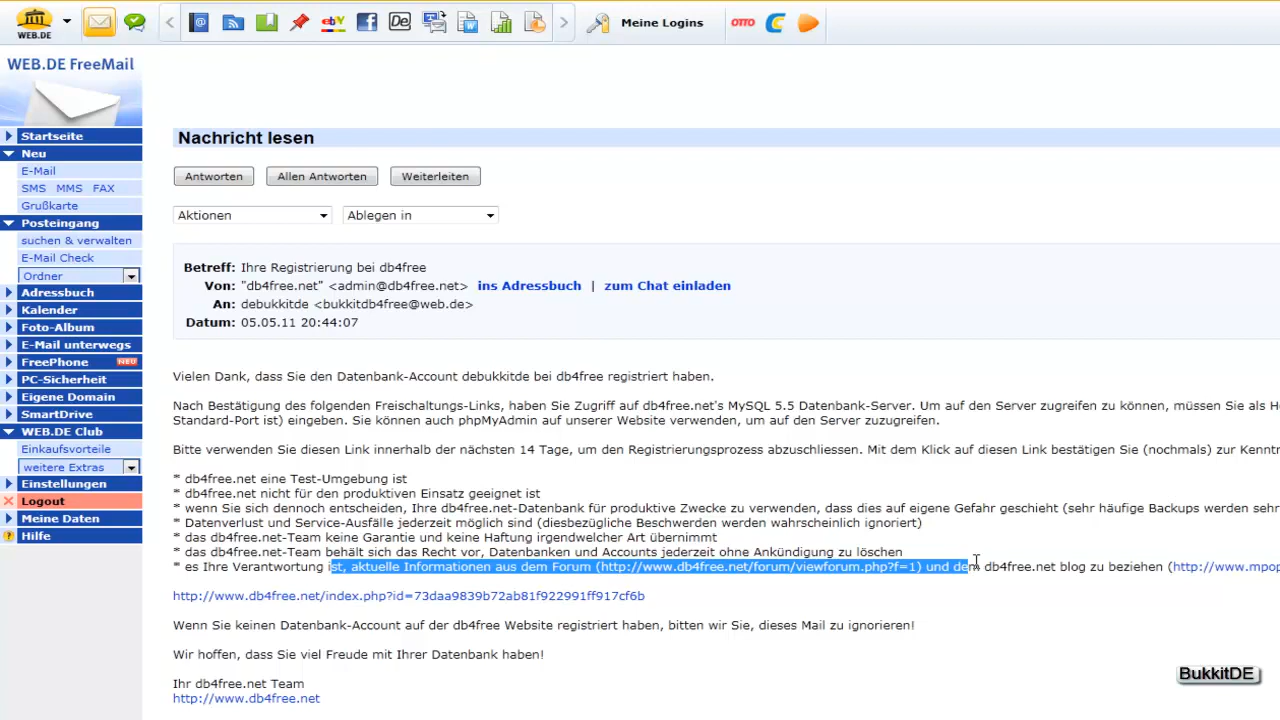 WEB.DE
ebY
De
Meine Logins
OTTO
WEB.DE FreeMail
Startseite
Neu
E-Mail
SMS MMS FAX
Grußkarte
Posteingang
suchen & verwalten
E-Mail Check
Ordner
Adressbuch
Kalender
Foto-Album
E-Mail unterwegs
FreePhone NEU
PC-Sicherheit
Eigene Domain
SmartDrive
WEB.DE Club
Einkaufsvorteile
weitere Extras
Einstellungen
Logout
Meine Daten
Hilfe
Nachricht lesen
Antworten Allen Antworten Weiterleiten
Aktionen Ablegen in
Betreff: Ihre Registrierung bei db4free
Von: "db4free.net" <admin@db4free.net> ins Adressbuch | zum Chat einladen
An: debukkitde <bukkitdb4free@web.de>
Datum: 05.05.11 20:44:07
Vielen Dank, dass Sie den Datenbank-Account debukkitde bei db4free registriert haben.
Nach Bestätigung des folgenden Freischaltungs-Links, haben Sie Zugriff auf db4free.net's MySQL 5.5 Datenbank-Server. Um auf den Server zugreifen zu können, müssen Sie als Ho
Standard-Port ist) eingeben. Sie können auch phpMyAdmin auf unserer Website verwenden, um auf den Server zuzugreifen.
Bitte verwenden Sie diesen Link innerhalb der nächsten 14 Tage, um den Registrierungsprozess abzuschliessen. Mit dem Klick auf diesen Link bestätigen Sie (nochmals) zur Kenntn
* db4free.net eine Test-Umgebung ist
* db4free.net nicht für den produktiven Einsatz geeignet ist
* wenn Sie sich dennoch entscheiden, Ihre db4free.net-Datenbank für produktive Zwecke zu verwenden, dass dies auf eigene Gefahr geschieht (sehr häufige Backups werden sehr
* Datenverlust und Service-Ausfälle jederzeit möglich sind (diesbezügliche Beschwerden werden wahrscheinlich ignoriert)
* das db4free.net-Team keine Garantie und keine Haftung irgendwelcher Art übernimmt
* das db4free.net-Team behält sich das Recht vor, Datenbanken und Accounts jederzeit ohne Ankündigung zu löschen
* es Ihre Verantwortung ist, aktuelle Informationen aus dem Forum (http://www.db4free.net/forum/viewforum.php?f=1) und dem db4free.net blog zu beziehen (http://www.mpop
http://www.db4free.net/index.php?id=73daa9839b72ab81f922991ff917cf6b
Wenn Sie keinen Datenbank-Account auf der db4free Website registriert haben, bitten wir Sie, dieses Mail zu ignorieren!
Wir hoffen, dass Sie viel Freude mit Ihrer Datenbank haben!
Ihr db4free.net Team
http://www.db4free.net
BukkitDE